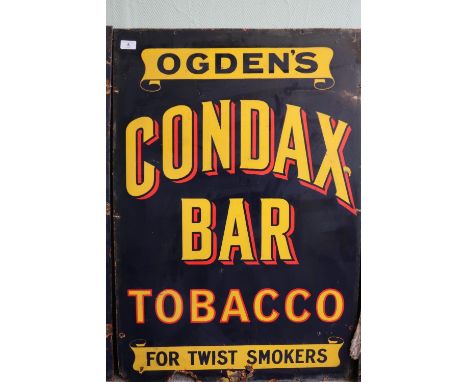 OGDEN'S
CONDAX
BAR
TOBACCO
FOR TWIST SMOKERS